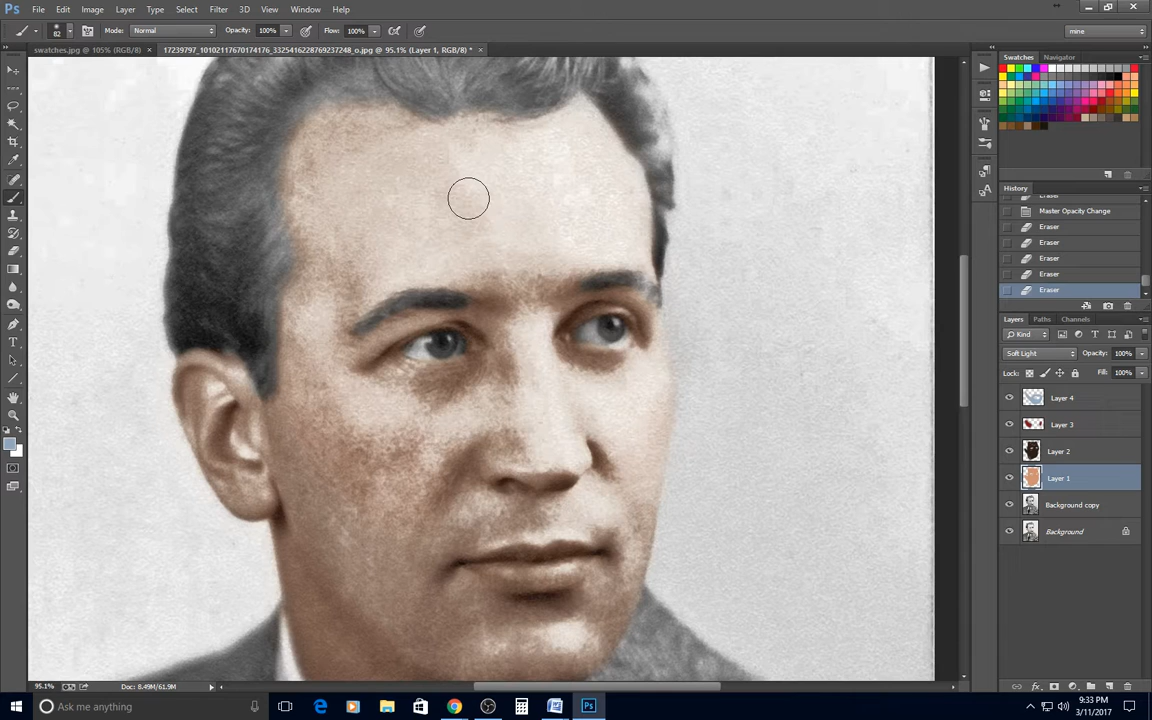 Ps File Edit Image Layer Type Select Filter 3D View Window Help
82 Mode: Normal Opacity: 100% Flow: 100% mine
swatches.jpg @ 105% (RGB/8) × 17239797_10102117670174176_3325416228769237248_o.jpg @ 95.1% (Layer 1, RGB/8) * ×
Swatches Navigator
History
Eraser
Master Opacity Change
Eraser
Eraser
Eraser
Eraser
Eraser
Layers Paths Channels
Kind
Soft Light Opacity: 100%
Lock: Fill: 100%
Layer 4
Layer 3
Layer 2
Layer 1
Background copy
Background
95.1% Doc: 8.49M/61.9M
Ask me anything
9:33 PM
3/11/2017